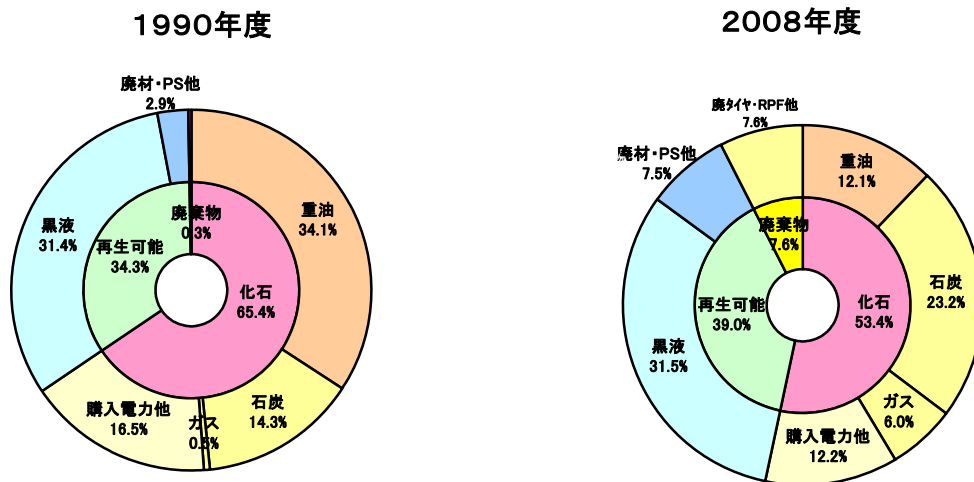 1990年度
廃材・PS他
2.9%
重油
34.1%
黒液
31.4%
廃棄物
0.3%
再生可能
34.3%
化石
65.4%
石炭
14.3%
ガス
0.5%
購入電力他
16.5%
2008年度
廃タイヤ・RPF他
7.6%
廃材・PS他
7.5%
重油
12.1%
廃棄物
7.6%
石炭
23.2%
再生可能
39.0%
化石
53.4%
黒液
31.5%
ガス
6.0%
購入電力他
12.2%